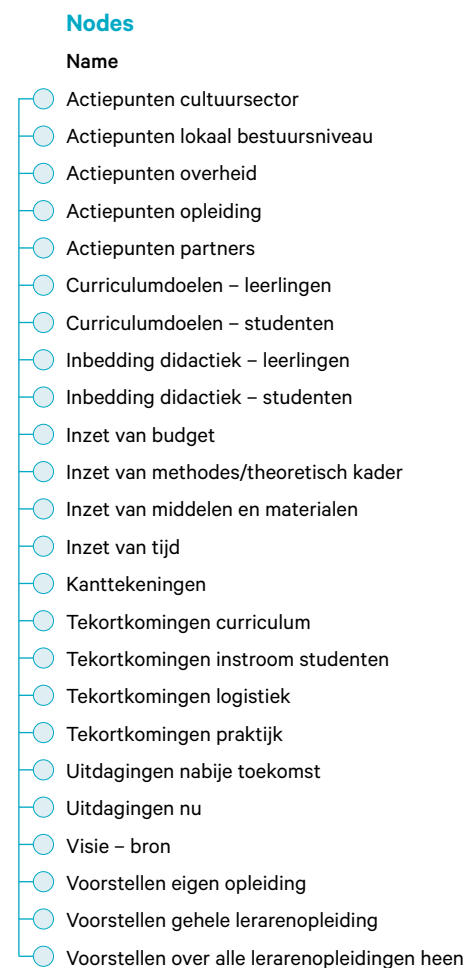 Nodes
Name
Actiepunten cultuursector
Actiepunten lokaal bestuursniveau
Actiepunten overheid
Actiepunten opleiding
Actiepunten partners
Curriculumdoelen – leerlingen
Curriculumdoelen – studenten
Inbedding didactiek – leerlingen
Inbedding didactiek – studenten
Inzet van budget
Inzet van methodes/theoretisch kader
Inzet van middelen en materialen
Inzet van tijd
Kanttekeningen
Tekortkomingen curriculum
Tekortkomingen instroom studenten
Tekortkomingen logistiek
Tekortkomingen praktijk
Uitdagingen nabije toekomst
Uitdagingen nu
Visie – bron
Voorstellen eigen opleiding
Voorstellen gehele lerarenopleiding
Voorstellen over alle lerarenopleidingen heen